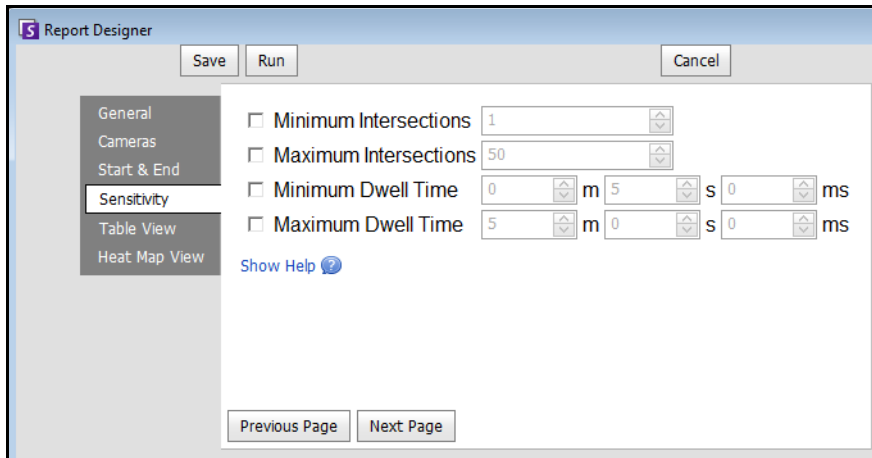 Report Designer
Save Run Cancel
General
Cameras
Start & End
Sensitivity
Table View
Heat Map View
Minimum Intersections 1
Maximum Intersections 50
Minimum Dwell Time 0 m 5 s 0 ms
Maximum Dwell Time 5 m 0 s 0 ms
Show Help ?
Previous Page Next Page